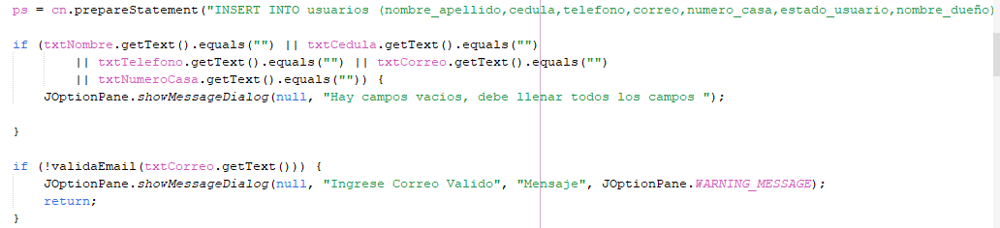 ps = cn.prepareStatement("INSERT INTO usuarios (nombre_apellido,cedula,telefono,correo,numero_casa,estado_usuario,nombre_dueño)
if (txtNombre.getText().equals("") || txtCedula.getText().equals("")
|| txtTelefono.getText().equals("") || txtCorreo.getText().equals("")
|| txtNumeroCasa.getText().equals("")) {
JOptionPane.showMessageDialog(null, "Hay campos vacios, debe llenar todos los campos ");
}
if (!validaEmail(txtCorreo.getText())) {
JOptionPane.showMessageDialog(null, "Ingrese Correo Valido", "Mensaje", JOptionPane.WARNING_MESSAGE);
return;
}